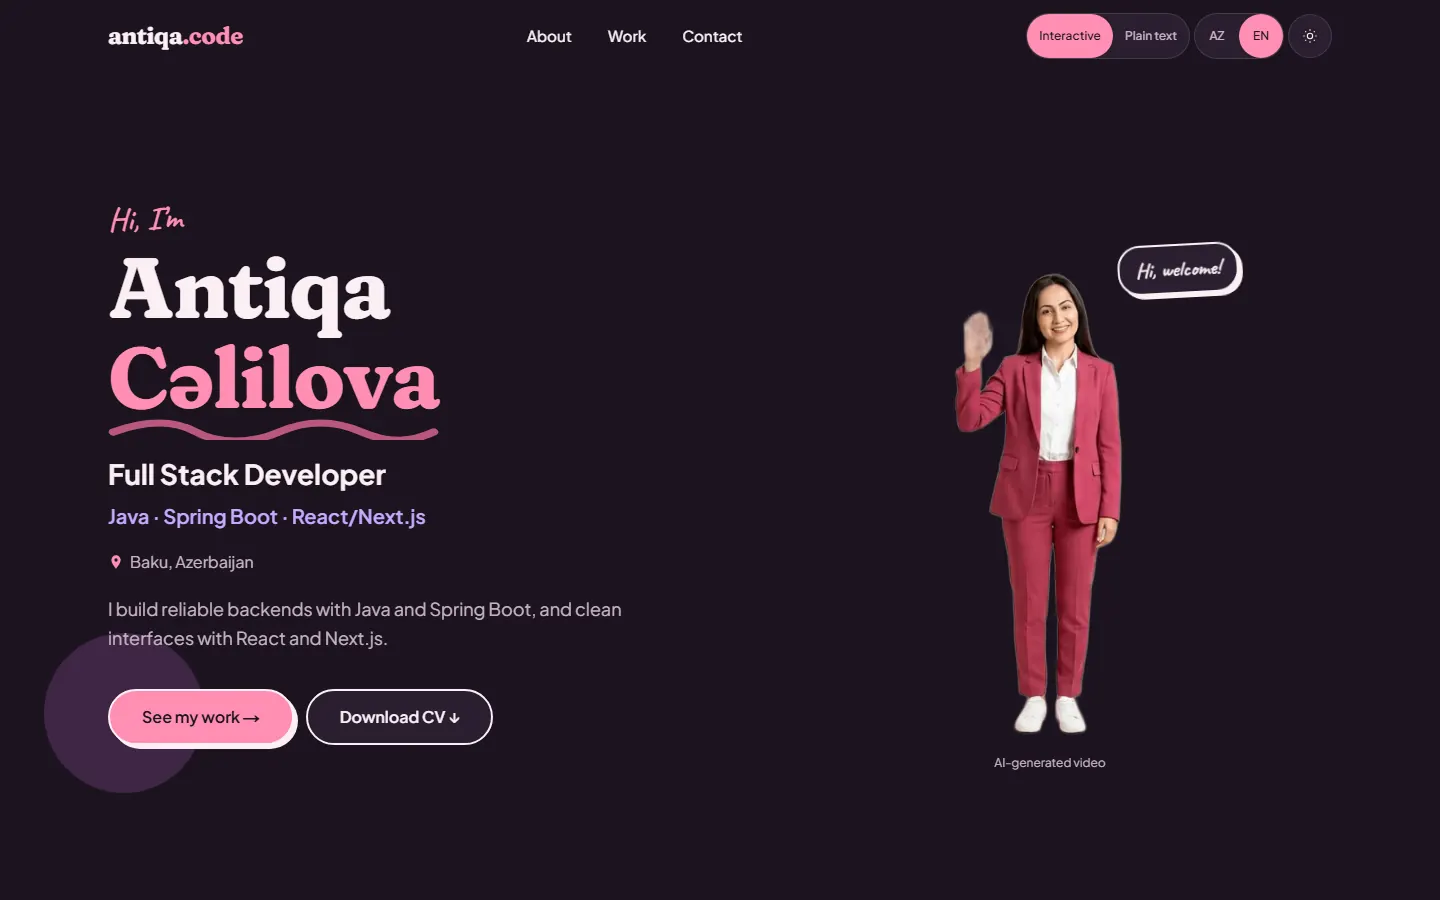 antiqa.code
About
Work
Contact
Interactive
Plain text
AZ
EN
Hi, I'm
Antiqa
Cəlilova
Full Stack Developer
Java · Spring Boot · React/Next.js
Baku, Azerbaijan
I build reliable backends with Java and Spring Boot, and clean
interfaces with React and Next.js.
See my work →
Download CV ↓
Hi, welcome!
AI-generated video